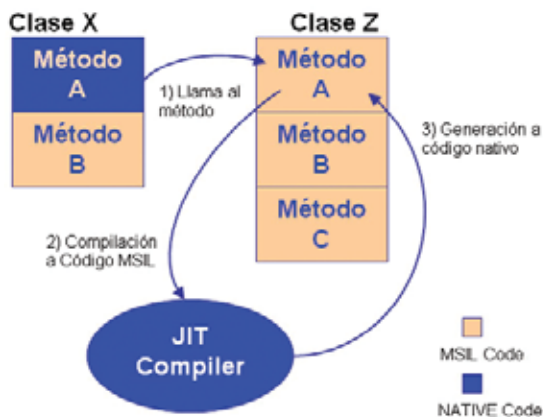 Clase X
Clase Z
Método
A
Método
B
1) Llama al
método
Método
A
Método
B
Método
C
3) Generación a
código nativo
2) Compilación
a Código MSIL
JIT
Compiler
MSIL Code
NATIVE Code